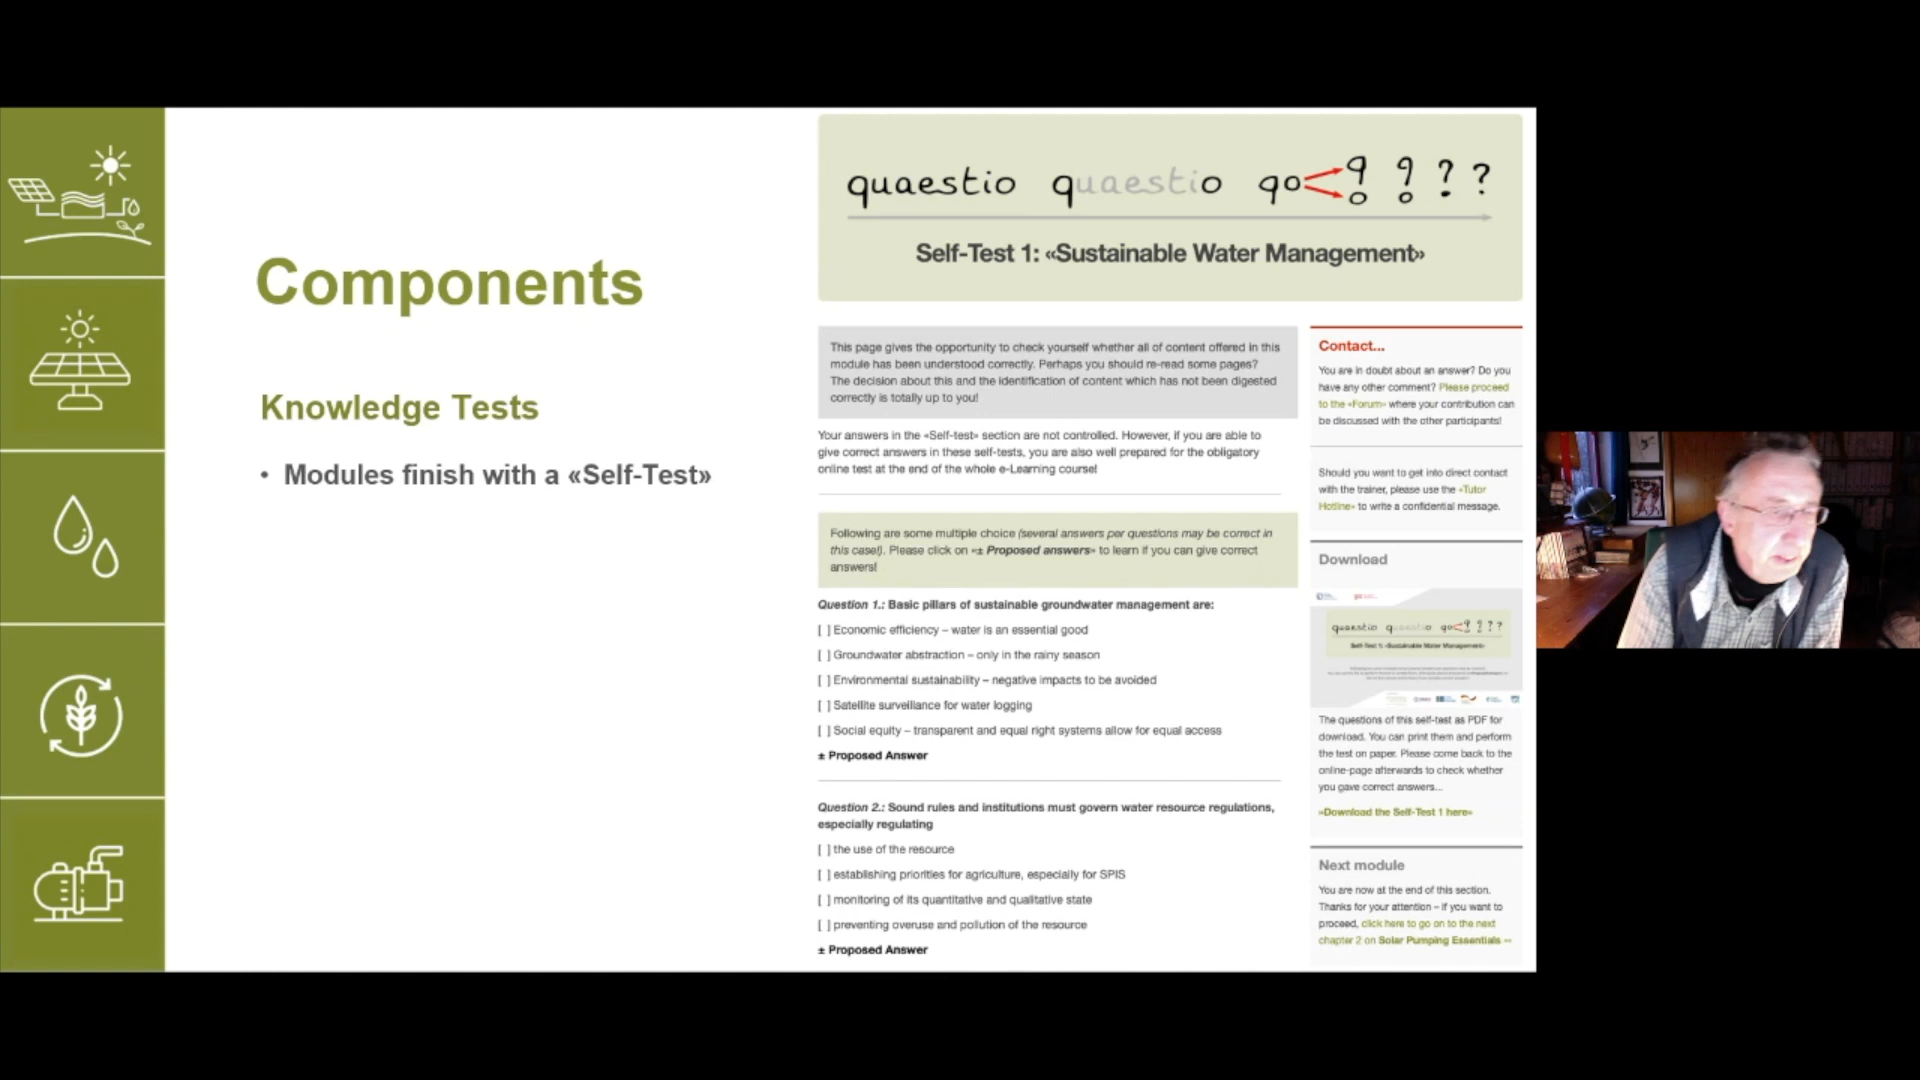 Components
Knowledge Tests
• Modules finish with a «Self-Test»
quaestio quaestio qo q o q o ? ?
Self-Test 1: «Sustainable Water Management»
This page gives the opportunity to check yourself whether all of content offered in this
module has been understood correctly. Perhaps you should re-read some pages?
The decision about this and the identification of content which has not been digested
correctly is totally up to you!
Your answers in the «Self-test» section are not controlled. However, if you are able to
give correct answers in these self-tests, you are also well prepared for the obligatory
online test at the end of the whole e-Learning course!
Following are some multiple choice (several answers per questions may be correct in
this case!). Please click on «± Proposed answers» to learn if you can give correct
answers!
Question 1.: Basic pillars of sustainable groundwater management are:
[ ] Economic efficiency – water is an essential good
[ ] Groundwater abstraction – only in the rainy season
[ ] Environmental sustainability – negative impacts to be avoided
[ ] Satellite surveillance for water logging
[ ] Social equity – transparent and equal right systems allow for equal access
± Proposed Answer
Question 2.: Sound rules and institutions must govern water resource regulations,
especially regulating
[ ] the use of the resource
[ ] establishing priorities for agriculture, especially for SPIS
[ ] monitoring of its quantitative and qualitative state
[ ] preventing overuse and pollution of the resource
± Proposed Answer
Contact...
You are in doubt about an answer? Do you
have any other comment? Please proceed
to the «Forum» where your contribution can
be discussed with the other participants!
Should you want to get into direct contact
with the trainer, please use the «Tutor
Hotline» to write a confidential message.
Download
quaestio quaestio qo q o q o ? ?
Self-Test 1: «Sustainable Water Management»
The questions of this self-test as PDF for
download. You can print them and perform
the test on paper. Please come back to the
online-page afterwards to check whether
you gave correct answers...
»Download the Self-Test 1 here«
Next module
You are now at the end of this section.
Thanks for your attention – if you want to
proceed, click here to go on to the next
chapter 2 on Solar Pumping Essentials